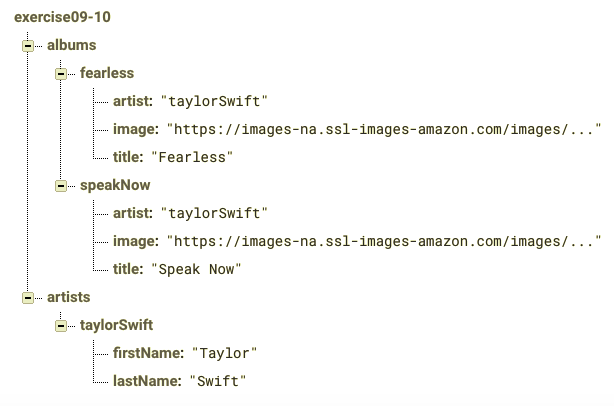 exercise09-10
albums
fearless
artist: "taylorSwift"
image: "https://images-na.ssl-images-amazon.com/images/..."
title: "Fearless"
speakNow
artist: "taylorSwift"
image: "https://images-na.ssl-images-amazon.com/images/..."
title: "Speak Now"
artists
taylorSwift
firstName: "Taylor"
lastName: "Swift"